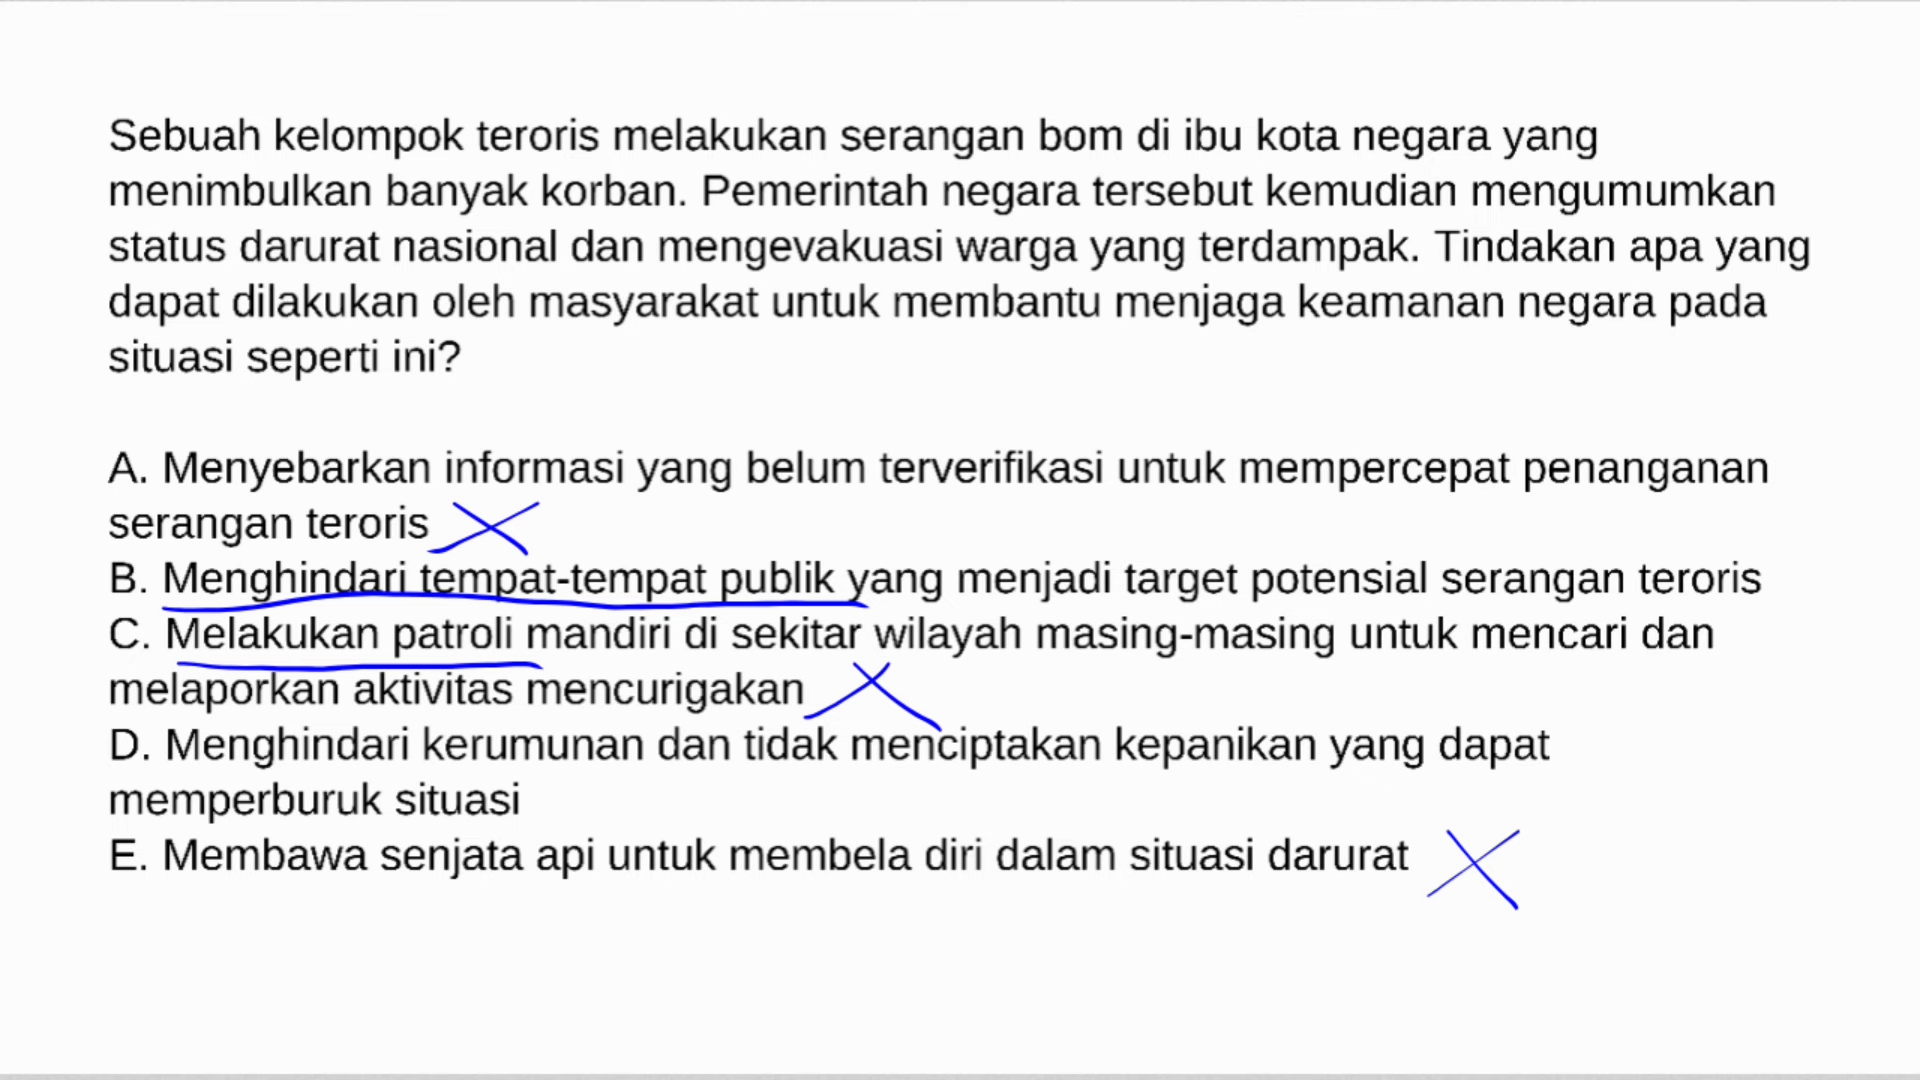 Sebuah kelompok teroris melakukan serangan bom di ibu kota negara yang
menimbulkan banyak korban. Pemerintah negara tersebut kemudian mengumumkan
status darurat nasional dan mengevakuasi warga yang terdampak. Tindakan apa yang
dapat dilakukan oleh masyarakat untuk membantu menjaga keamanan negara pada
situasi seperti ini?
A. Menyebarkan informasi yang belum terverifikasi untuk mempercepat penanganan
serangan teroris
B. Menghindari tempat-tempat publik yang menjadi target potensial serangan teroris
C. Melakukan patroli mandiri di sekitar wilayah masing-masing untuk mencari dan
melaporkan aktivitas mencurigakan
D. Menghindari kerumunan dan tidak menciptakan kepanikan yang dapat
memperburuk situasi
E. Membawa senjata api untuk membela diri dalam situasi darurat